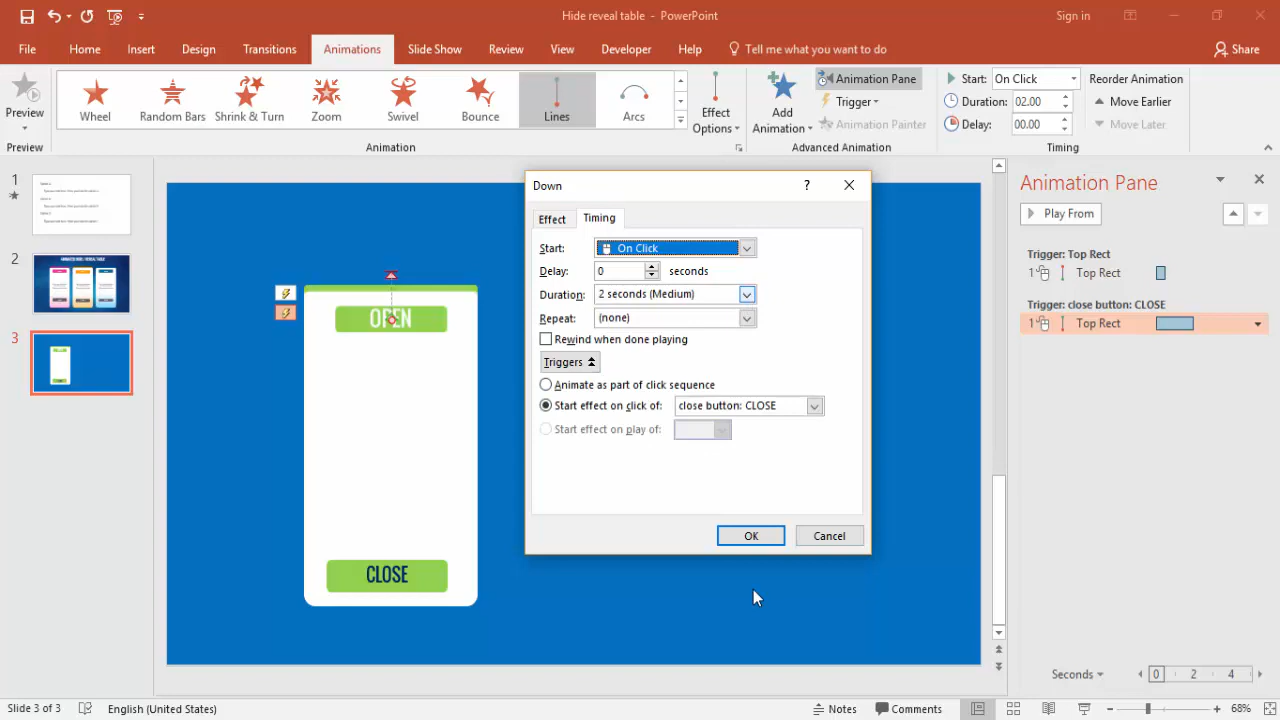 Hide reveal table - PowerPoint
Sign in
File Home Insert Design Transitions Animations Slide Show Review View Developer Help Tell me what you want to do Share
Preview
Wheel Random Bars Shrink & Turn Zoom Swivel Bounce Lines Arcs
Effect Options
Add Animation
Animation Pane
Trigger
Animation Painter
Start: On Click
Duration: 02.00
Delay: 00.00
Reorder Animation
Move Earlier
Move Later
Preview Animation Advanced Animation Timing
1
2
3
OPEN
CLOSE
Down
?
Effect Timing
Start: On Click
Delay: 0 seconds
Duration: 2 seconds (Medium)
Repeat: (none)
Rewind when done playing
Triggers
Animate as part of click sequence
Start effect on click of: close button: CLOSE
Start effect on play of:
OK Cancel
Animation Pane
Play From
Trigger: Top Rect
1 Top Rect
Trigger: close button: CLOSE
1 Top Rect
Seconds 0 2 4
Slide 3 of 3 English (United States) Notes Comments 68%